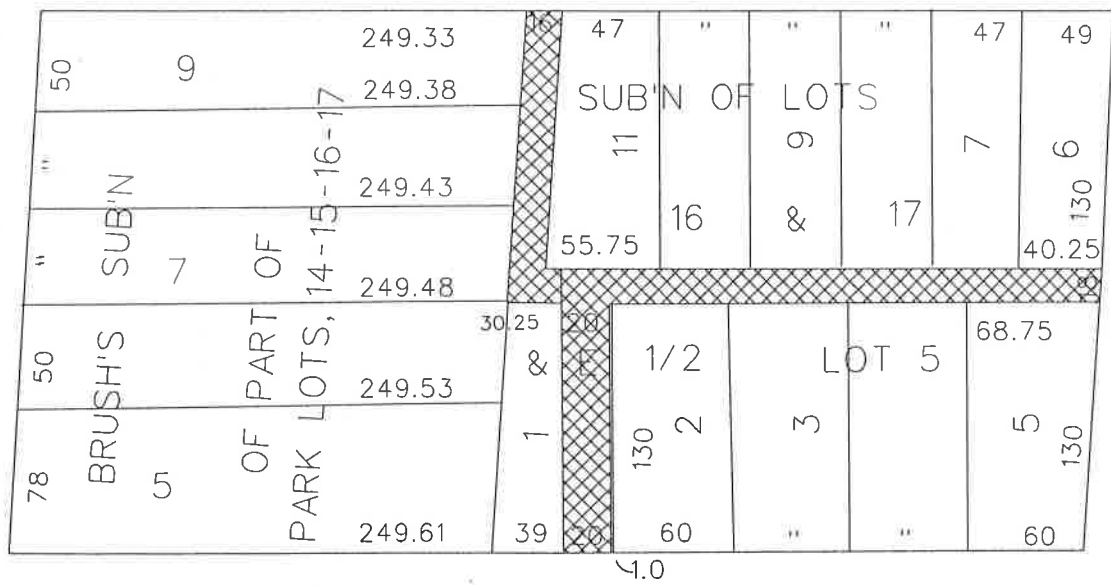 249.33
50
9
249.38
"
249.43
"
7
249.48
50
249.53
78
5
249.61
BRUSH'S SUB'N
OF PART OF
PARK LOTS, 14-15-16-17
47 " " " 47 49
SUB'N OF LOTS
11 9 7 6
16 & 17
130
55.75 40.25
18
30.25 20 68.75
& E 1/2 LOT 5
1 2 3 5
130 130
39 20 60 " " 60
1.0